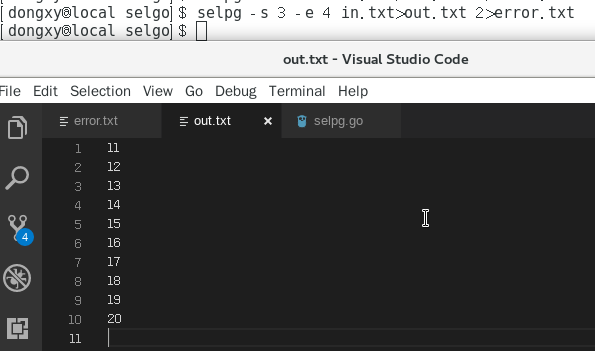 [dongxy@local selgo]$ selpg -s 3 -e 4 in.txt>out.txt 2>error.txt
[dongxy@local selgo]$
out.txt - Visual Studio Code
File Edit Selection View Go Debug Terminal Help
error.txt out.txt × selpg.go
1 11
2 12
3 13
4 14
5 15
6 16
7 17
8 18
9 19
10 20
11
4